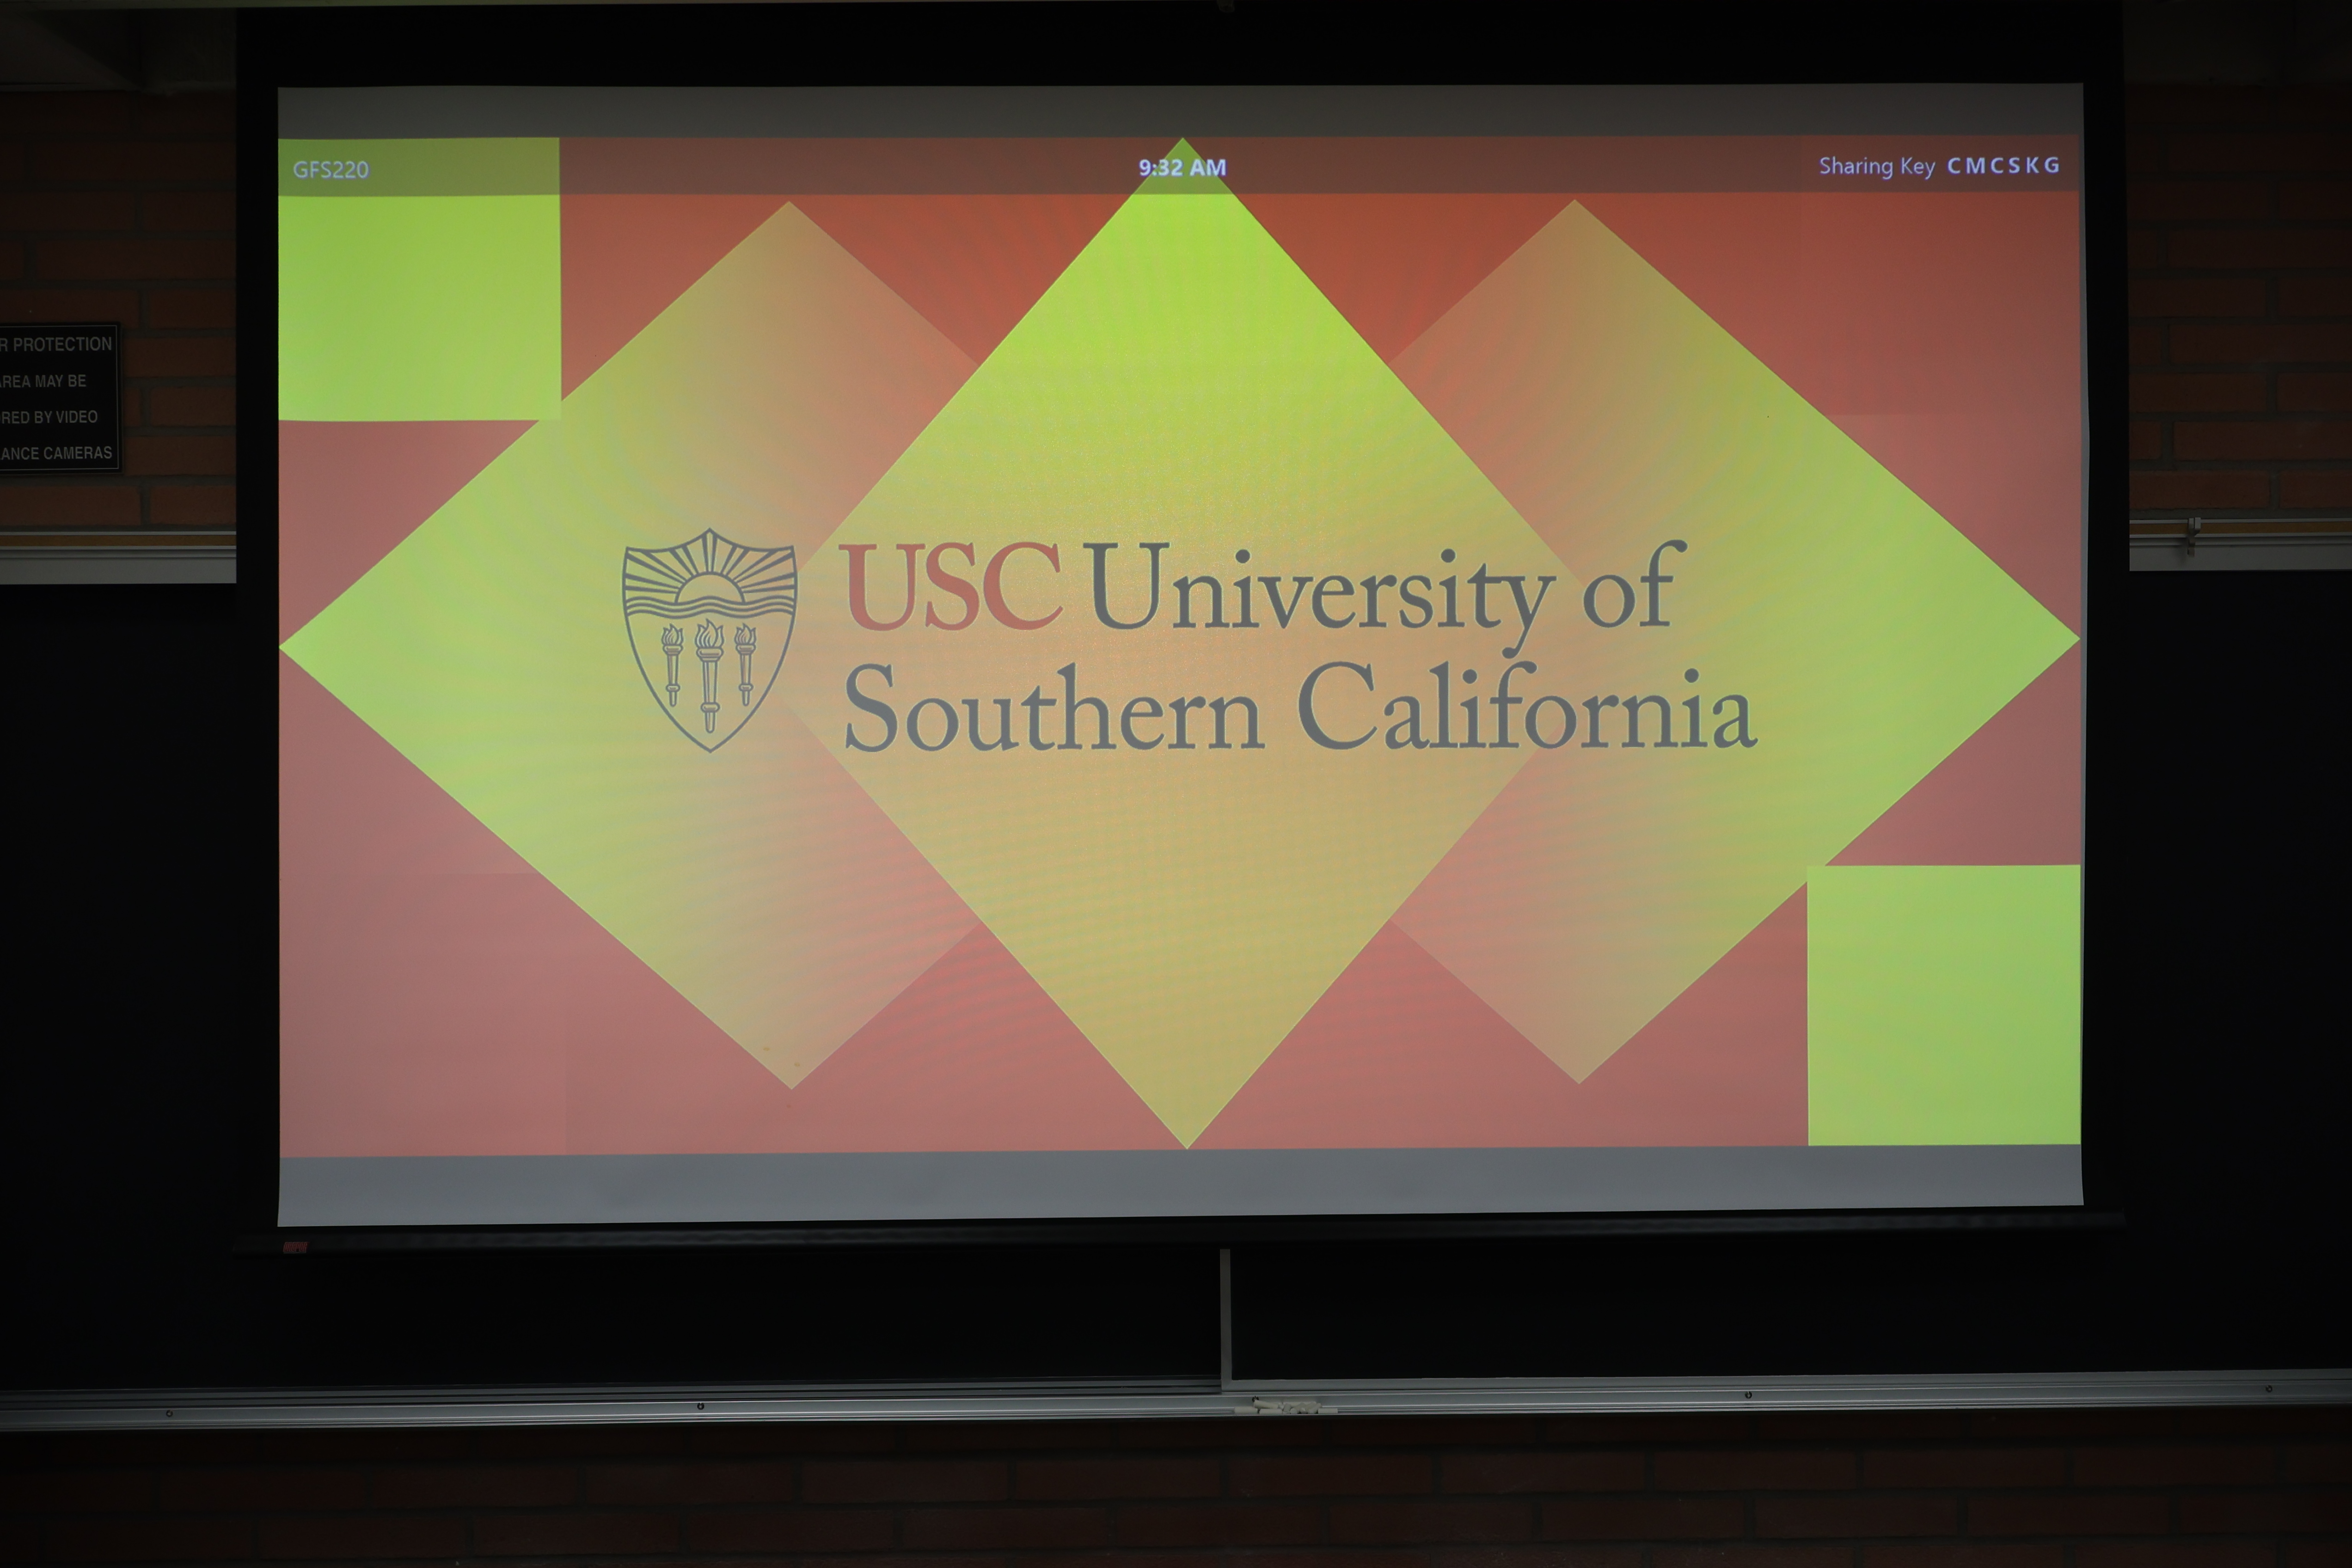 GFS220
9:32 AM
Sharing Key CMCSKG
R PROTECTION
AREA MAY BE
RED BY VIDEO
ANCE CAMERAS
USC University of
Southern California